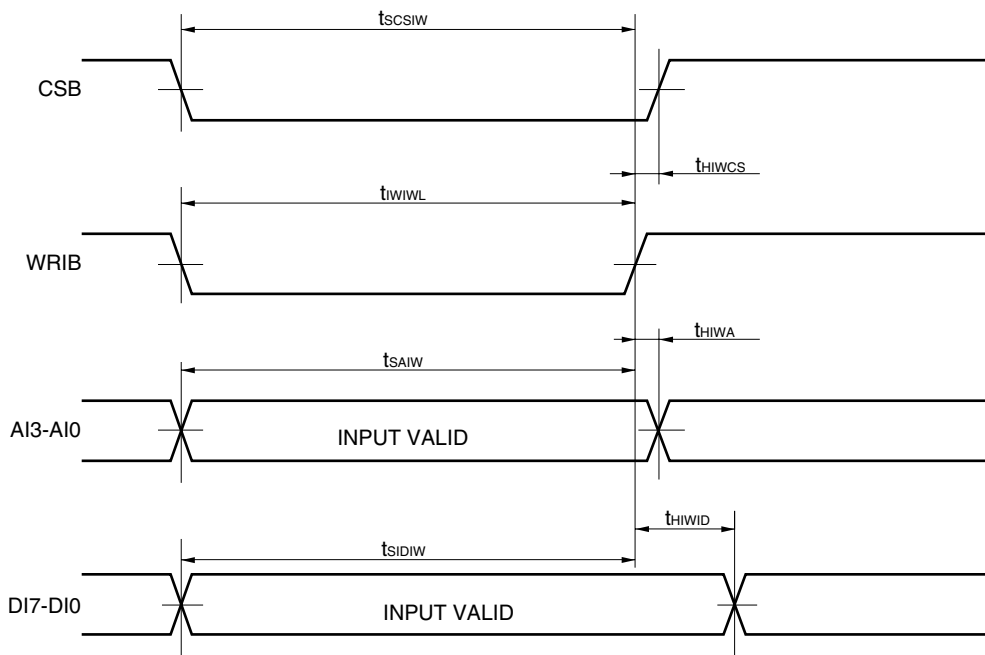 tSCSIW
CSB
tHIWCS
tIWIWL
WRIB
tHIWA
tSAIW
AI3-AI0
INPUT VALID
tHIWID
tSIDIW
DI7-DI0
INPUT VALID